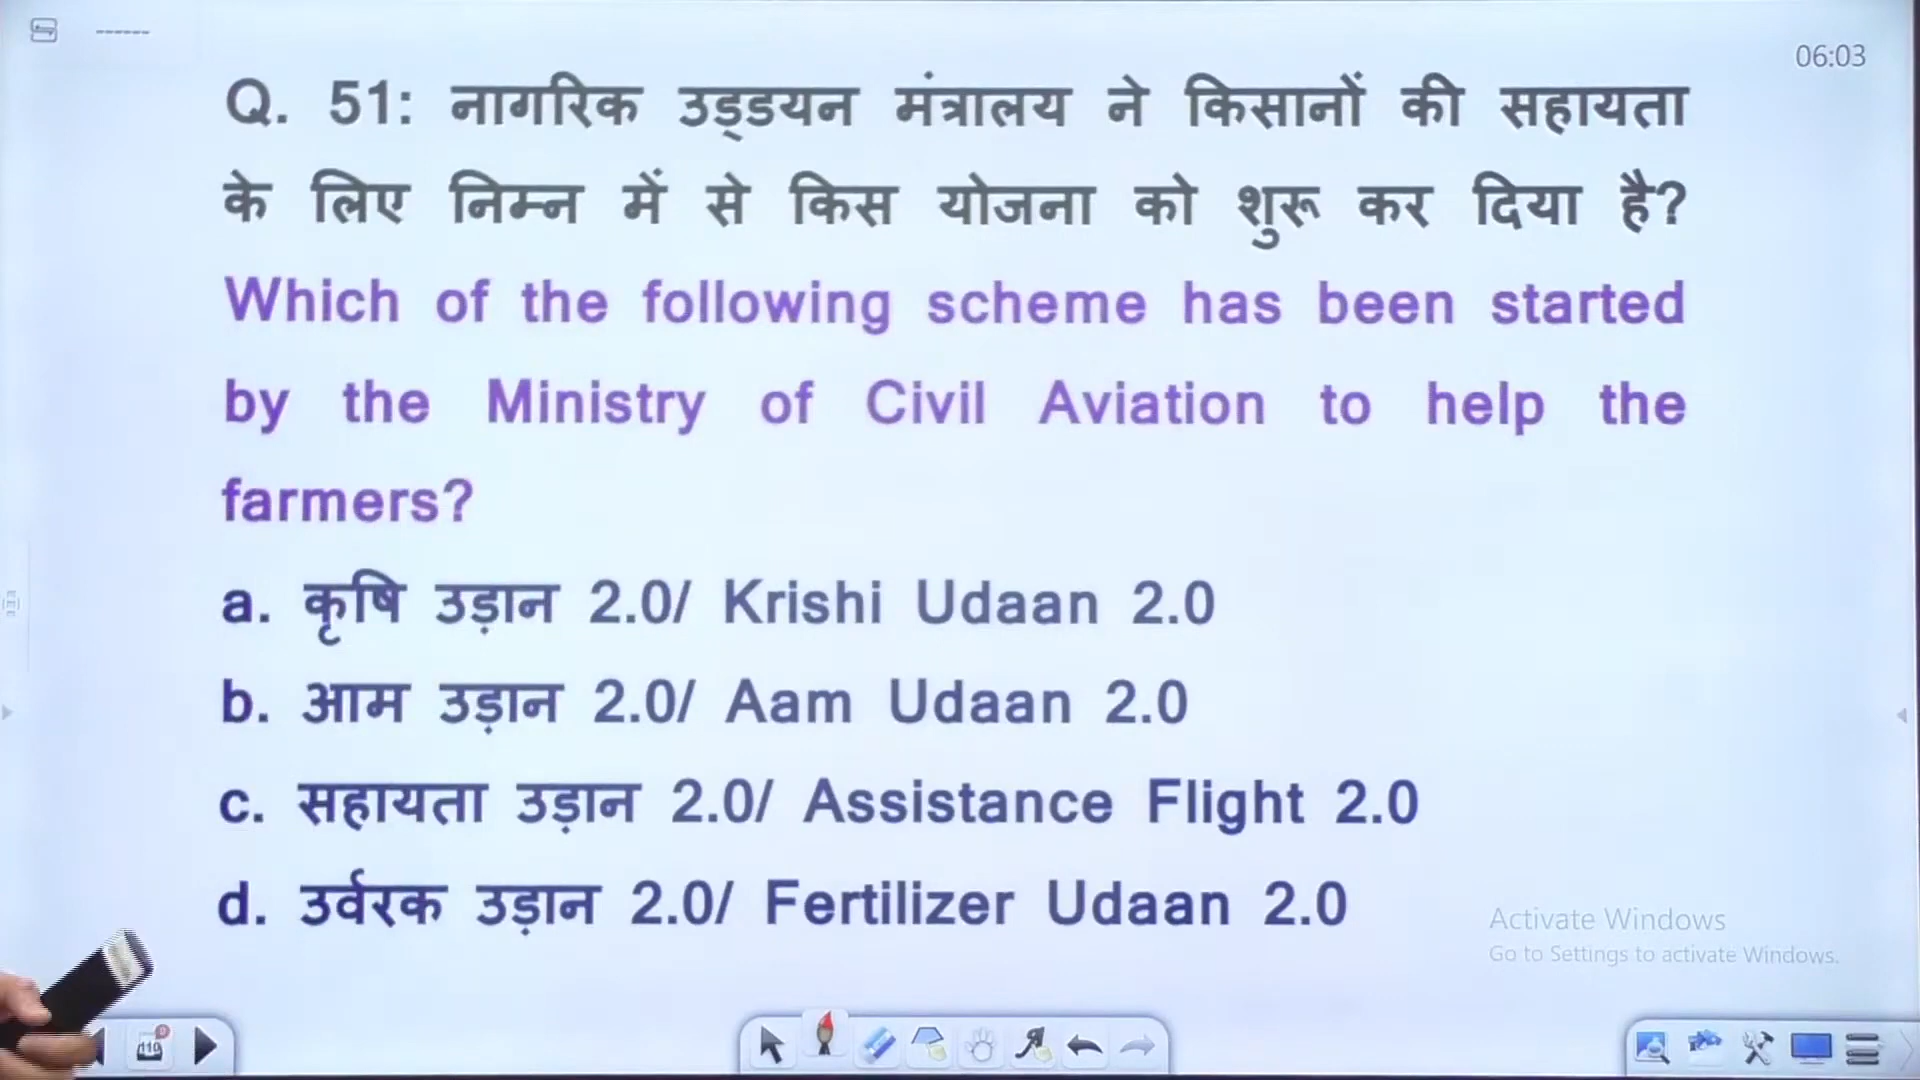 ------
06:03
Q. 51: नागरिक उड्डयन मंत्रालय ने किसानों की सहायता
के लिए निम्न में से किस योजना को शुरू कर दिया है?
Which of the following scheme has been started
by the Ministry of Civil Aviation to help the
farmers?
a. कृषि उड़ान 2.0/ Krishi Udaan 2.0
b. आम उड़ान 2.0/ Aam Udaan 2.0
c. सहायता उड़ान 2.0/ Assistance Flight 2.0
d. उर्वरक उड़ान 2.0/ Fertilizer Udaan 2.0
Activate Windows
Go to Settings to activate Windows.
110
0